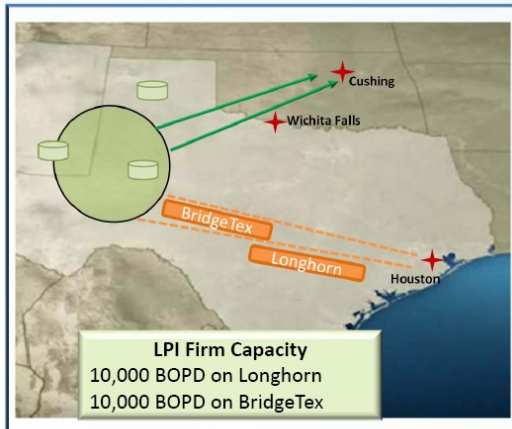 Cushing
Wichita Falls
BridgeTex
Longhorn
Houston
LPI Firm Capacity
10,000 BOPD on Longhorn
10,000 BOPD on BridgeTex